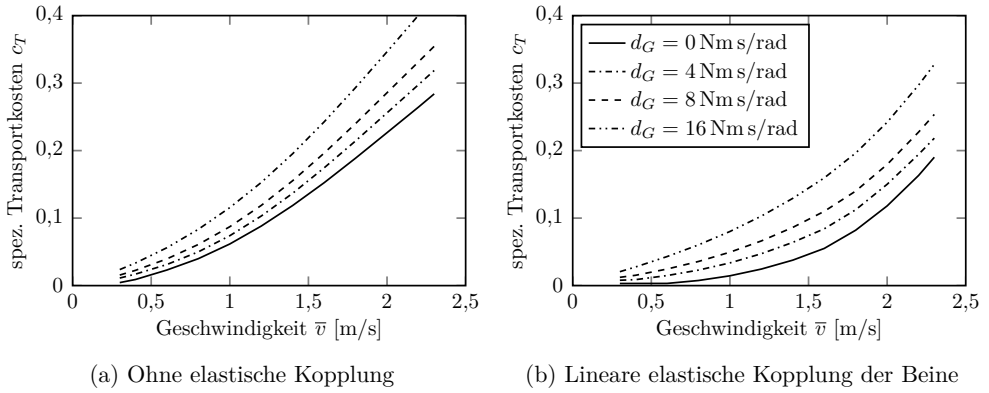 0,4
0,3
0,2
0,1
0
spez. Transportkosten c_T
0 0,5 1 1,5 2 2,5
Geschwindigkeit v̅ [m/s]
(a) Ohne elastische Kopplung
0,4
0,3
0,2
0,1
0
spez. Transportkosten c_T
d_G = 0 Nm s/rad
d_G = 4 Nm s/rad
d_G = 8 Nm s/rad
d_G = 16 Nm s/rad
0 0,5 1 1,5 2 2,5
Geschwindigkeit v̅ [m/s]
(b) Lineare elastische Kopplung der Beine